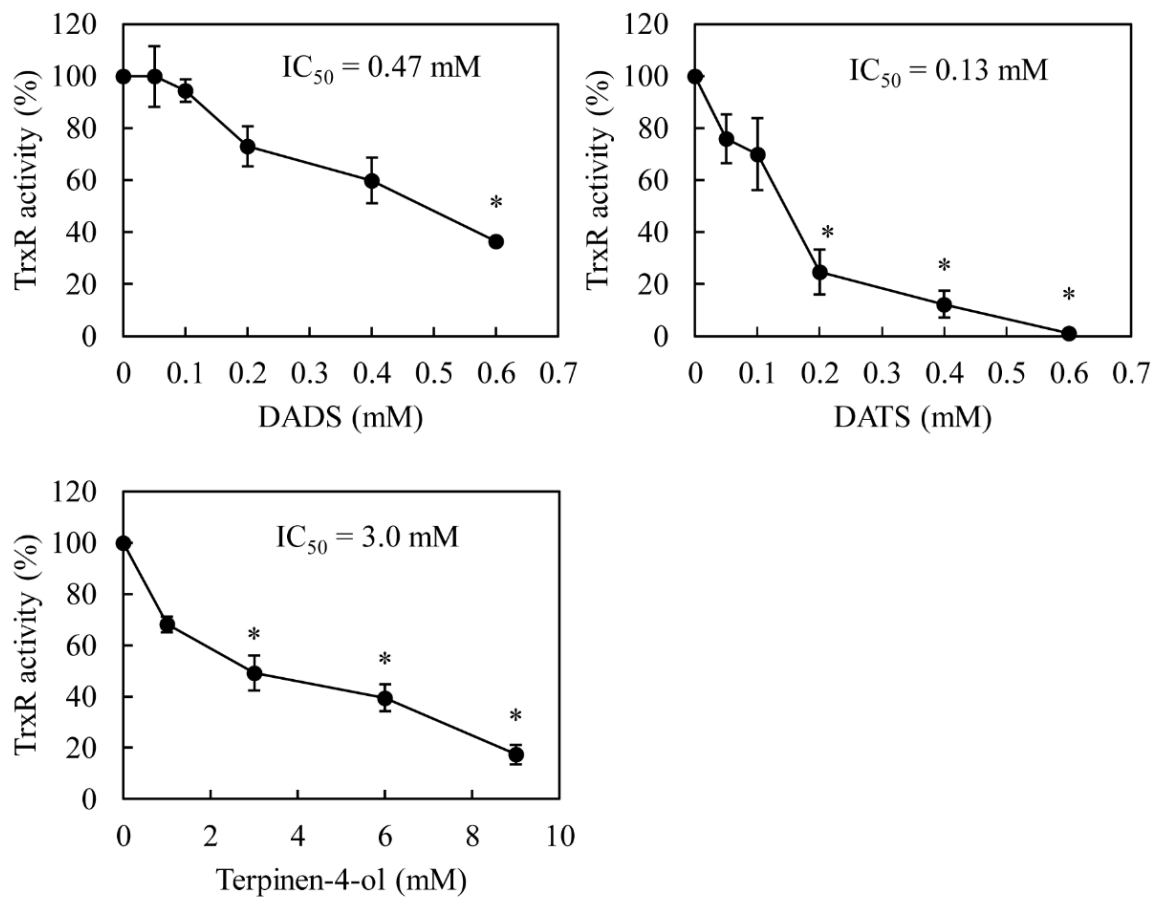 TrxR activity (%)
120
100
80
60
40
20
0
IC50 = 0.47 mM
*
0 0.1 0.2 0.3 0.4 0.5 0.6 0.7
DADS (mM)
TrxR activity (%)
120
100
80
60
40
20
0
IC50 = 0.13 mM
*
*
*
0 0.1 0.2 0.3 0.4 0.5 0.6 0.7
DATS (mM)
TrxR activity (%)
120
100
80
60
40
20
0
IC50 = 3.0 mM
*
*
*
0 2 4 6 8 10
Terpinen-4-ol (mM)